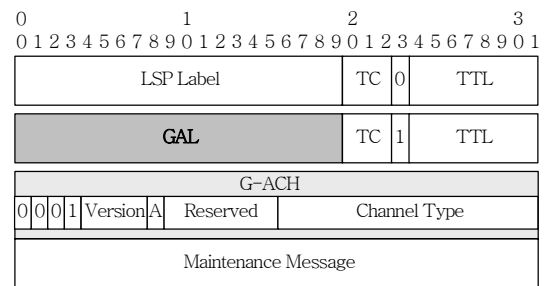 0 1 2 3
0 1 2 3 4 5 6 7 8 9 0 1 2 3 4 5 6 7 8 9 0 1 2 3 4 5 6 7 8 9 0 1
LSP Label TC 0 TTL
GAL TC 1 TTL
G-ACH
0 0 0 1 Version A Reserved Channel Type
Maintenance Message